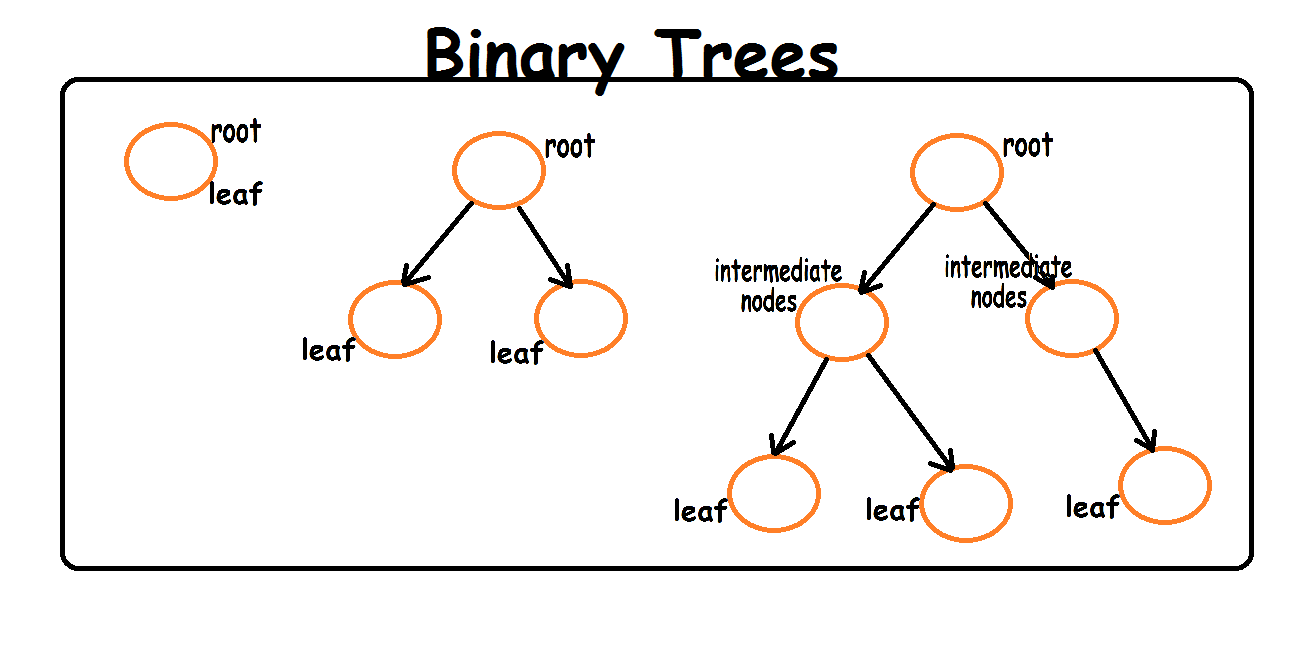 Binary Trees
root
leaf
root
leaf
leaf
root
intermediate
nodes
intermediate
nodes
leaf
leaf
leaf